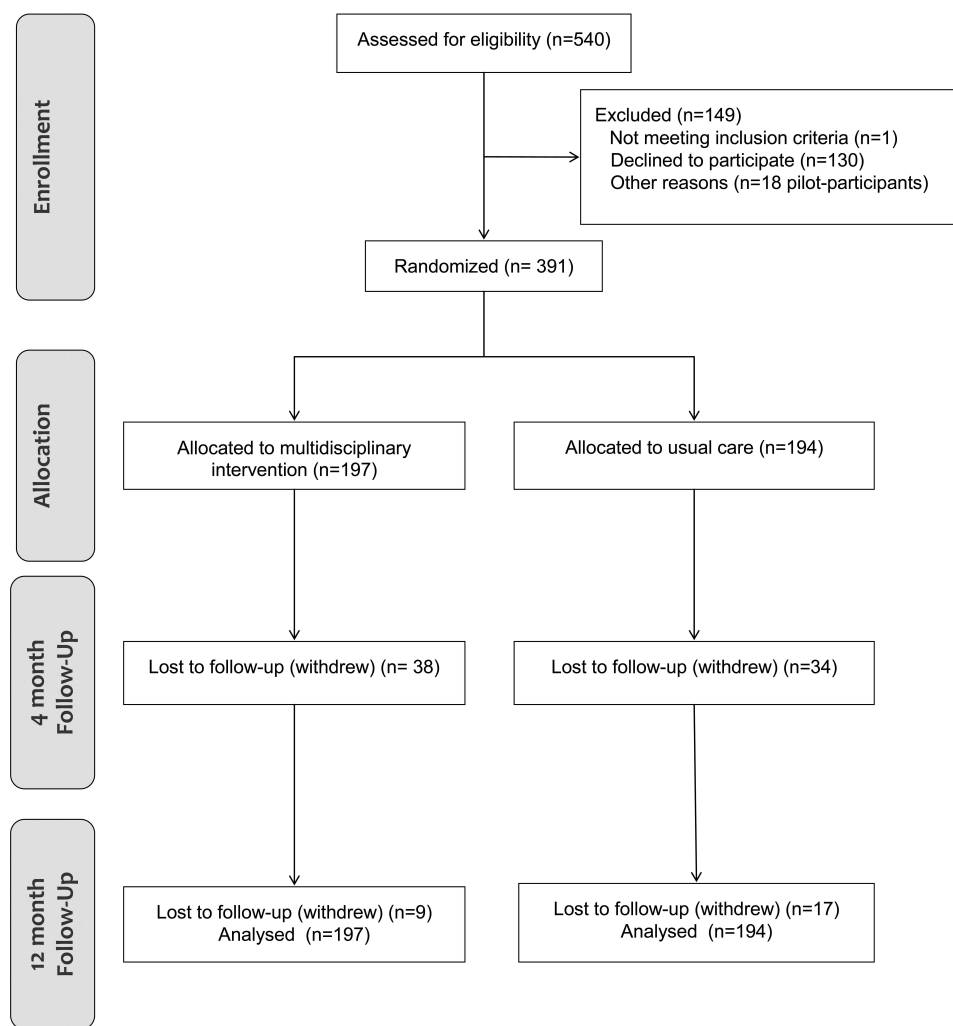 Enrollment
Assessed for eligibility (n=540)
Excluded (n=149)
Not meeting inclusion criteria (n=1)
Declined to participate (n=130)
Other reasons (n=18 pilot-participants)
Randomized (n= 391)
Allocation
Allocated to multidisciplinary
intervention (n=197)
Allocated to usual care (n=194)
4 month
Follow-Up
Lost to follow-up (withdrew) (n= 38)
Lost to follow-up (withdrew) (n=34)
12 month
Follow-Up
Lost to follow-up (withdrew) (n=9)
Analysed (n=197)
Lost to follow-up (withdrew) (n=17)
Analysed (n=194)